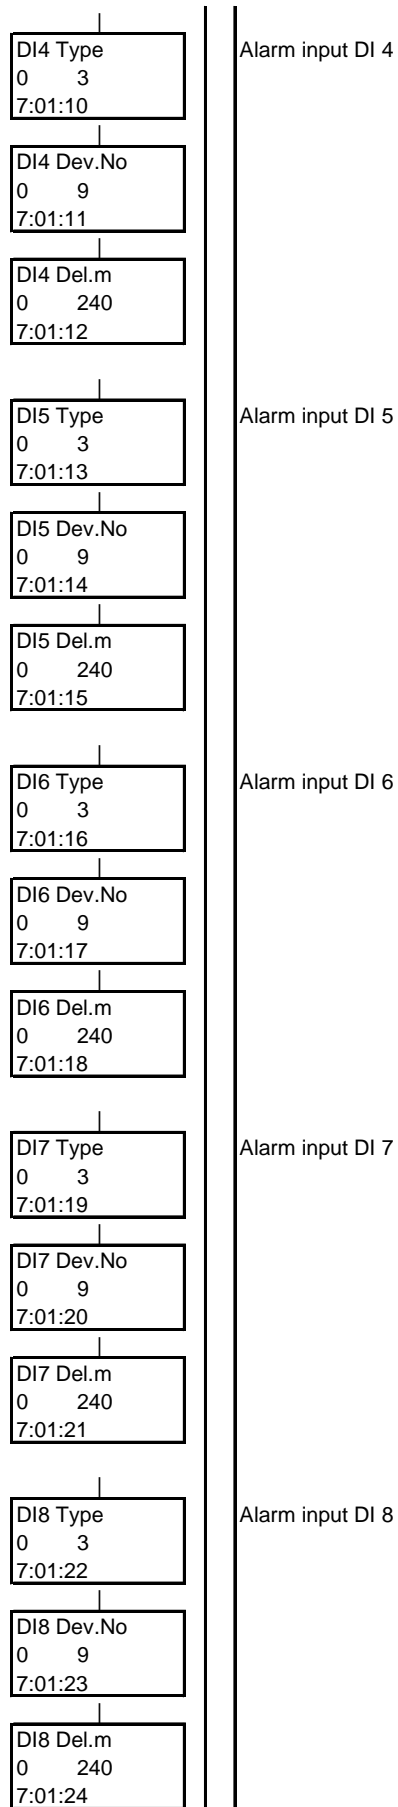 DI4 Type Alarm input DI 4
0 3
7:01:10
DI4 Dev.No
0 9
7:01:11
DI4 Del.m
0 240
7:01:12
DI5 Type Alarm input DI 5
0 3
7:01:13
DI5 Dev.No
0 9
7:01:14
DI5 Del.m
0 240
7:01:15
DI6 Type Alarm input DI 6
0 3
7:01:16
DI6 Dev.No
0 9
7:01:17
DI6 Del.m
0 240
7:01:18
DI7 Type Alarm input DI 7
0 3
7:01:19
DI7 Dev.No
0 9
7:01:20
DI7 Del.m
0 240
7:01:21
DI8 Type Alarm input DI 8
0 3
7:01:22
DI8 Dev.No
0 9
7:01:23
DI8 Del.m
0 240
7:01:24